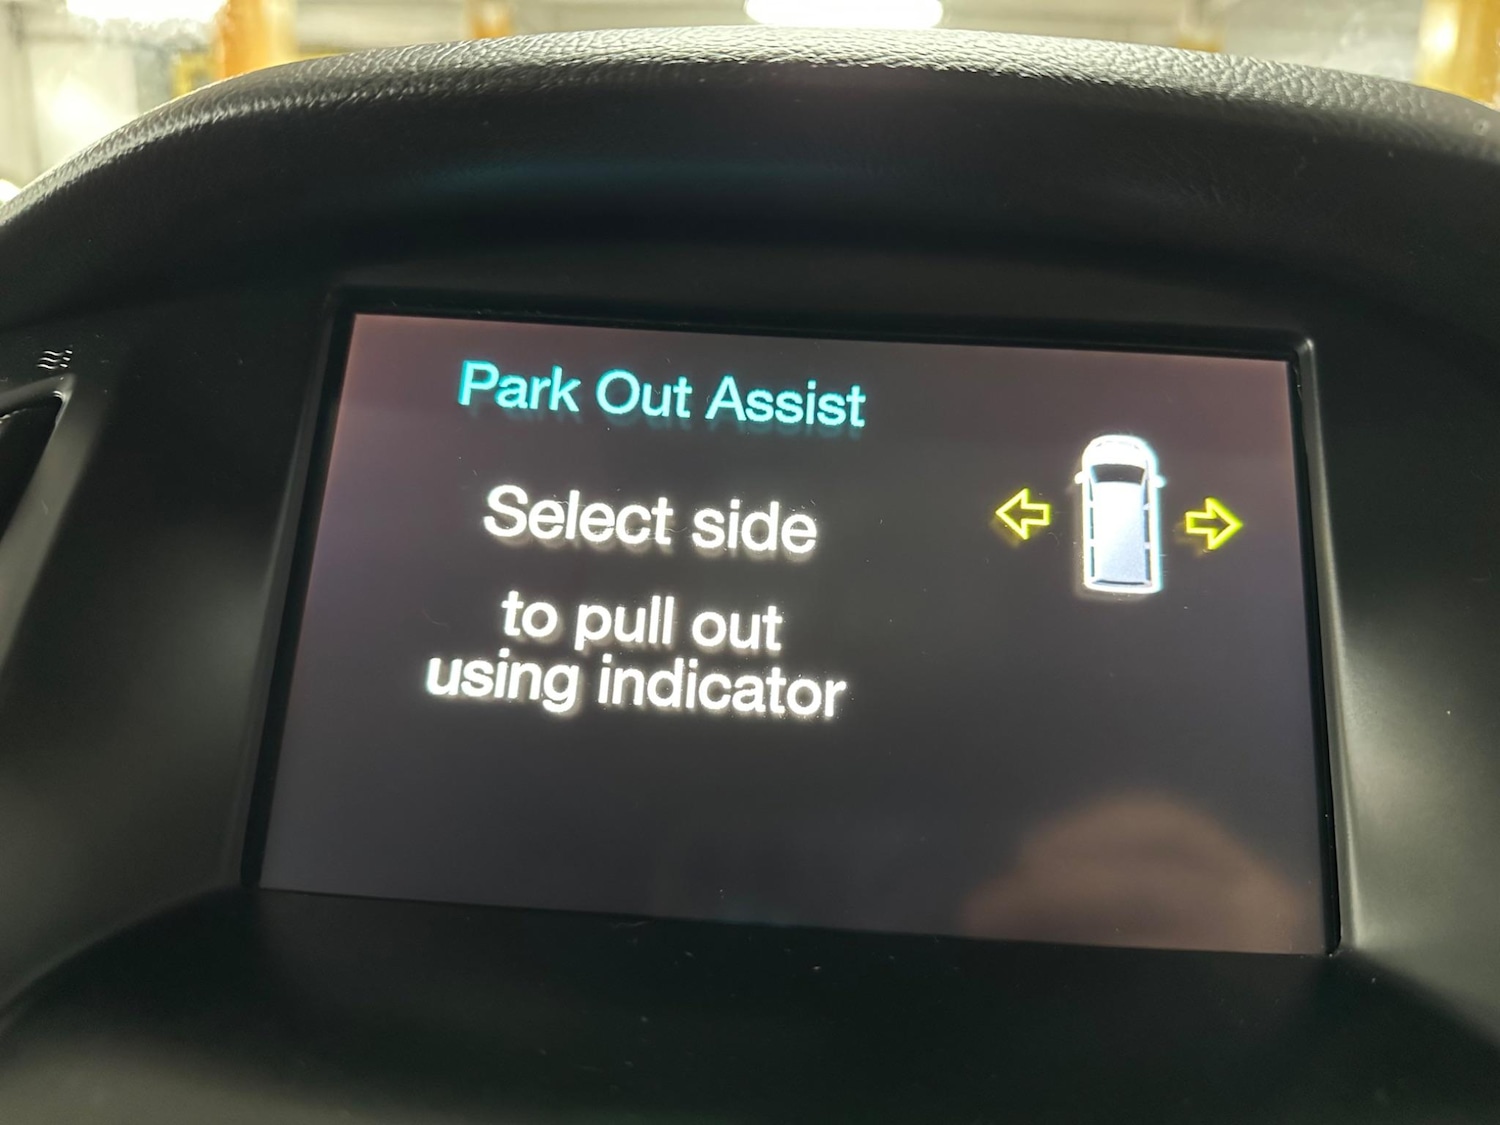 Park Out Assist
Select side
to pull out
using indicator